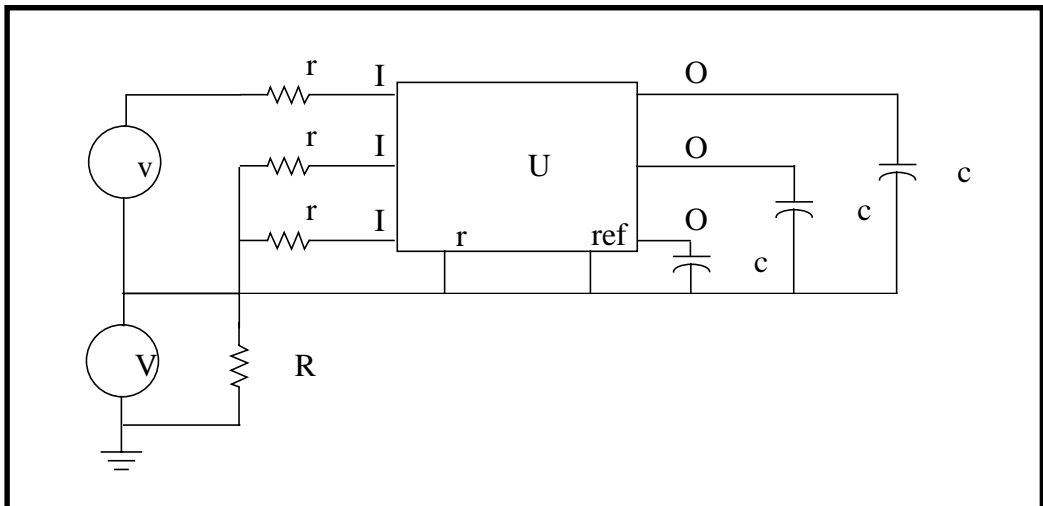 r I O
r I O
v U c
r I O c
r ref c
V R